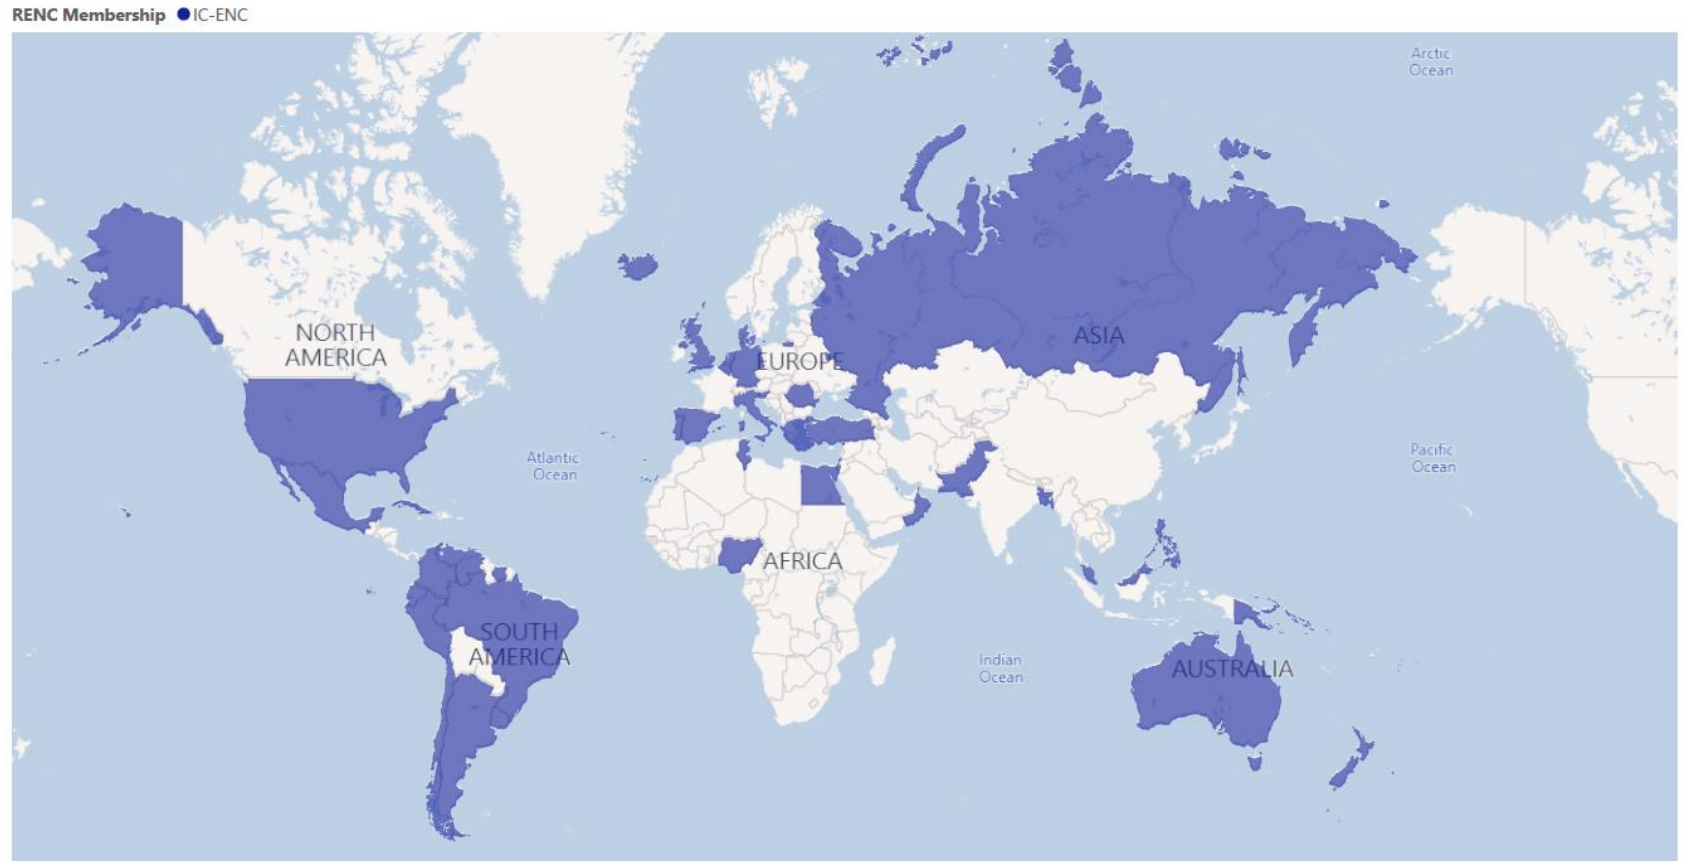 RENC Membership IC-ENC
Arctic
Ocean
NORTH
AMERICA
ASIA
EUROPE
Atlantic
Ocean
Pacific
Ocean
AFRICA
SOUTH
AMERICA
Indian
Ocean
AUSTRALIA